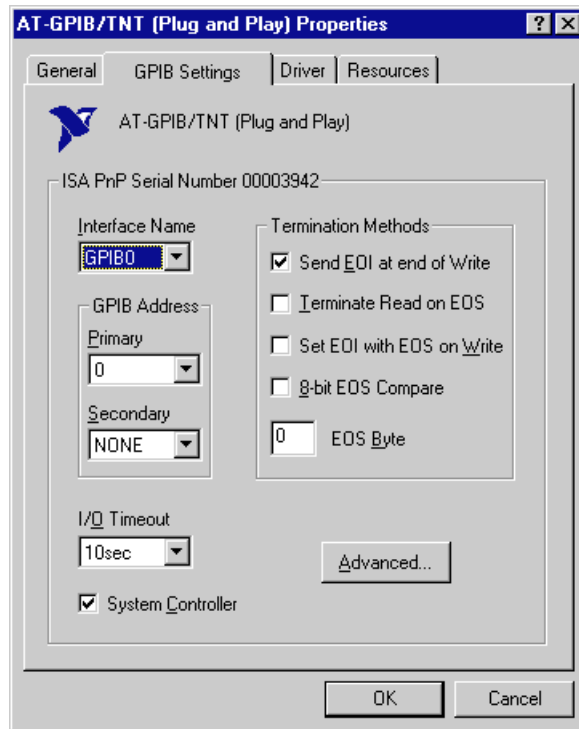 AT-GPIB/TNT (Plug and Play) Properties
General
GPIB Settings
Driver
Resources
AT-GPIB/TNT (Plug and Play)
ISA PnP Serial Number 00003942
Interface Name
GPIB0
GPIB Address
Primary
0
Secondary
NONE
I/O Timeout
10sec
System Controller
Termination Methods
Send EOI at end of Write
Terminate Read on EOS
Set EOI with EOS on Write
8-bit EOS Compare
0 EOS Byte
Advanced...
OK
Cancel